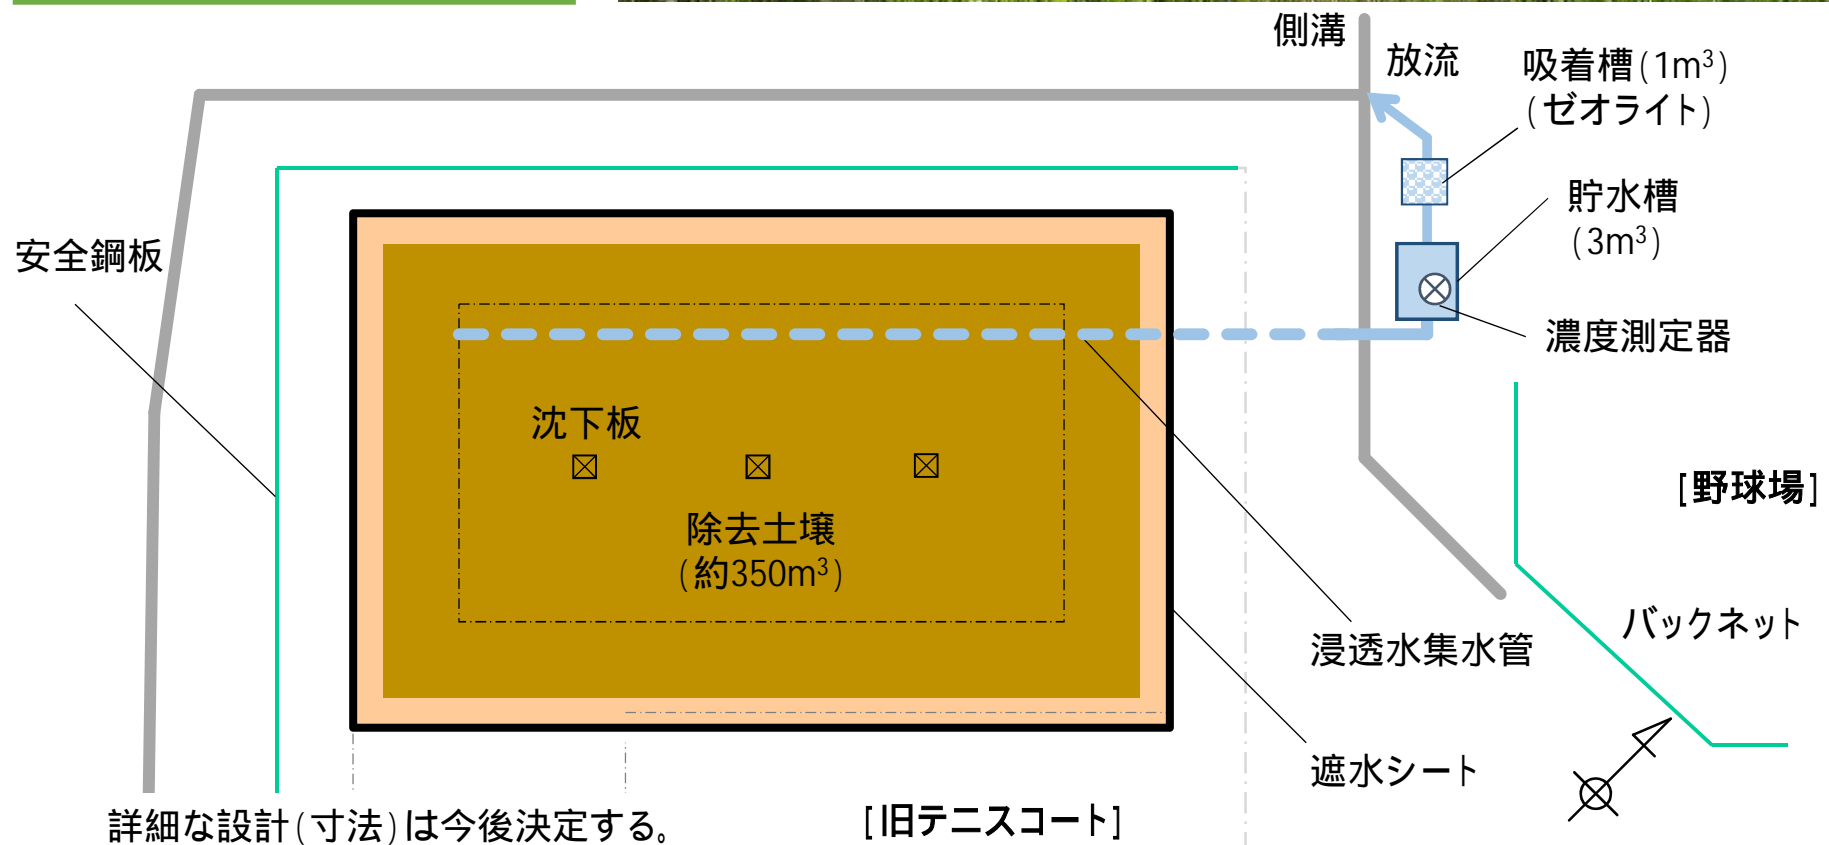 側溝
放流
吸着槽(1m³)
(ゼオライト)
貯水槽
(3m³)
安全鋼板
濃度測定器
沈下板
[野球場]
除去土壌
(約350m³)
バックネット
浸透水集水管
遮水シート
詳細な設計(寸法)は今後決定する。
[旧テニスコート]